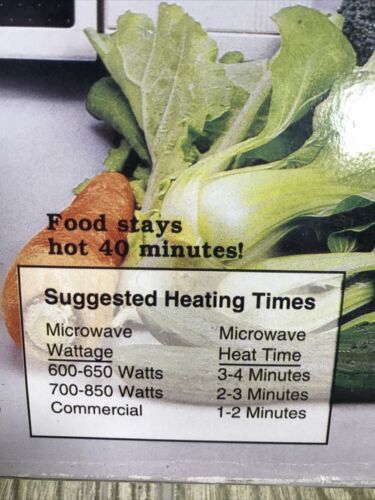 Food stays
hot 40 minutes!
Suggested Heating Times
Microwave Microwave
Wattage Heat Time
600-650 Watts 3-4 Minutes
700-850 Watts 2-3 Minutes
Commercial 1-2 Minutes